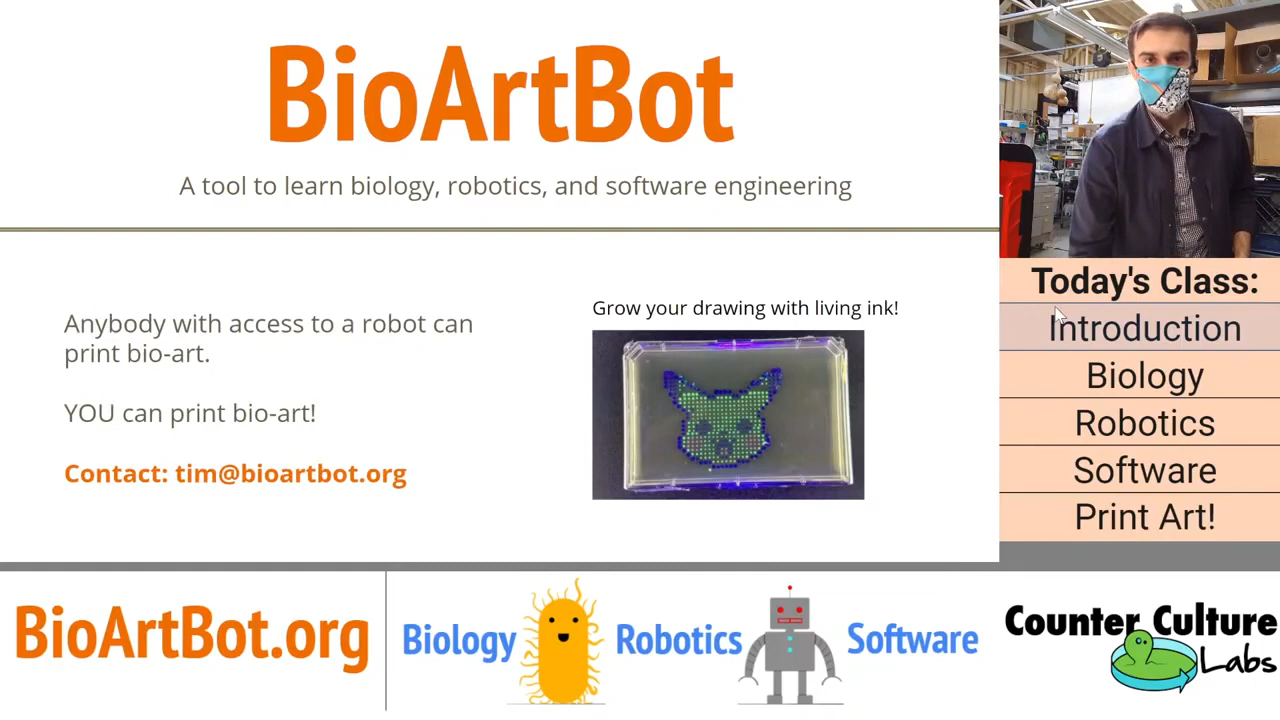 BioArtBot
A tool to learn biology, robotics, and software engineering
Anybody with access to a robot can
print bio-art.
YOU can print bio-art!
Contact: tim@bioartbot.org
Grow your drawing with living ink!
Today's Class:
Introduction
Biology
Robotics
Software
Print Art!
BioArtBot.org
Biology
Robotics
Software
Counter Culture
Labs